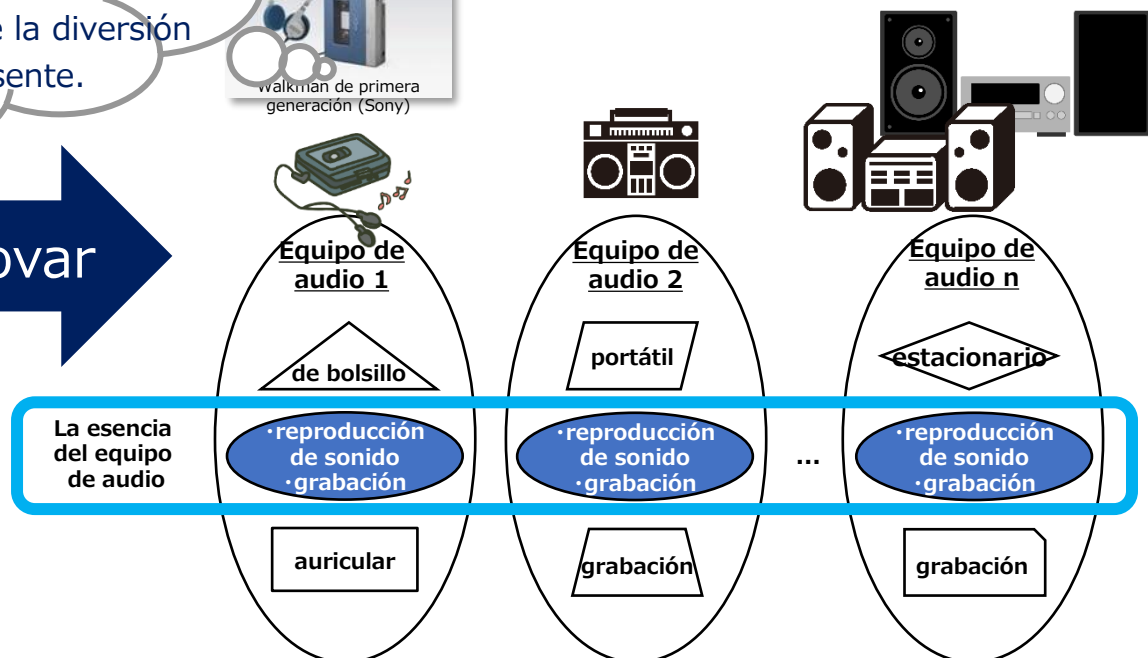 e la diversión
sente.
Walkman de primera
generación (Sony)
ovar
Equipo de
audio 1
Equipo de
audio 2
Equipo de
audio n
de bolsillo
portátil
estacionario
La esencia
del equipo
de audio
・reproducción
de sonido
・grabación
・reproducción
de sonido
・grabación
...
・reproducción
de sonido
・grabación
auricular
grabación
grabación